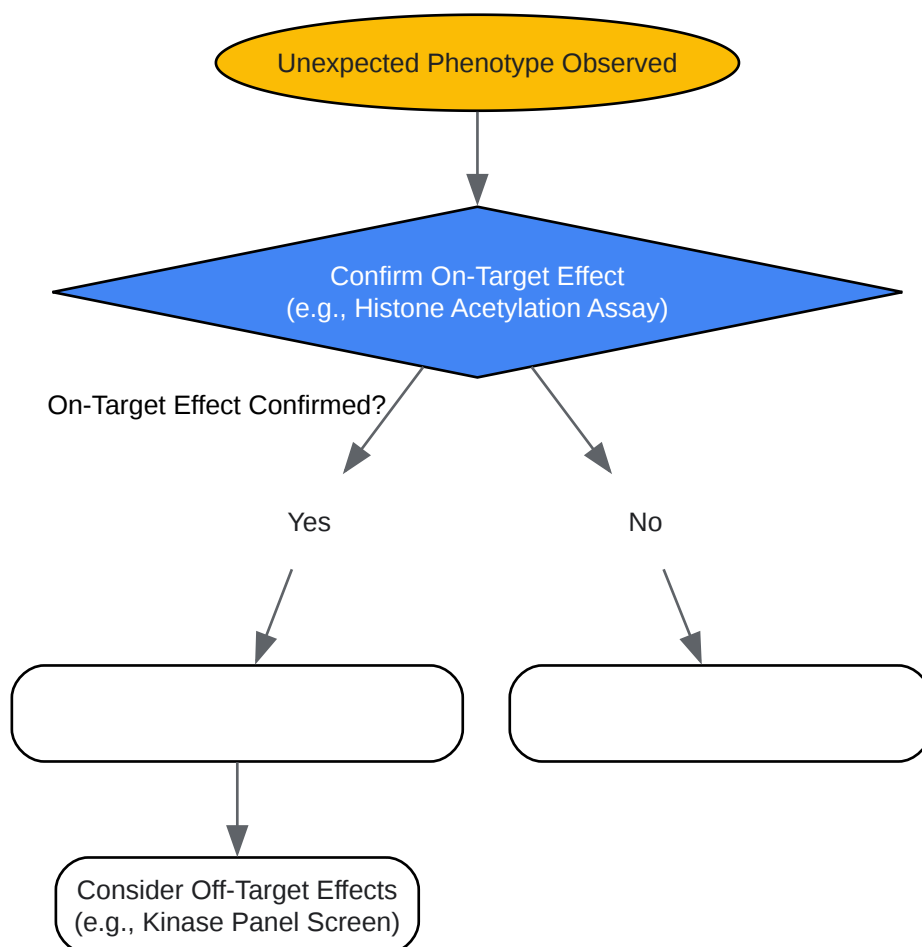 Unexpected Phenotype Observed
Confirm On-Target Effect
(e.g., Histone Acetylation Assay)
On-Target Effect Confirmed?
Yes
No
Consider Off-Target Effects
(e.g., Kinase Panel Screen)